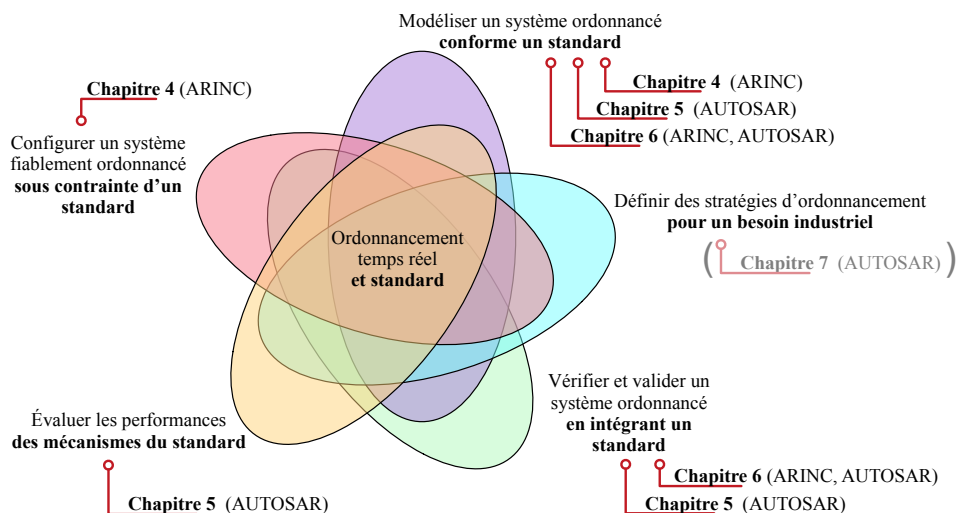 Modéliser un système ordonnancé
conforme un standard
Chapitre 4 (ARINC)
Chapitre 5 (AUTOSAR)
Chapitre 6 (ARINC, AUTOSAR)
Chapitre 4 (ARINC)
Configurer un système
fiablement ordonnancé
sous contrainte d'un
standard
Définir des stratégies d'ordonnancement
pour un besoin industriel
( Chapitre 7 (AUTOSAR) )
Ordonnancement
temps réel
et standard
Vérifier et valider un
système ordonnancé
en intégrant un
standard
Chapitre 6 (ARINC, AUTOSAR)
Chapitre 5 (AUTOSAR)
Évaluer les performances
des mécanismes du standard
Chapitre 5 (AUTOSAR)